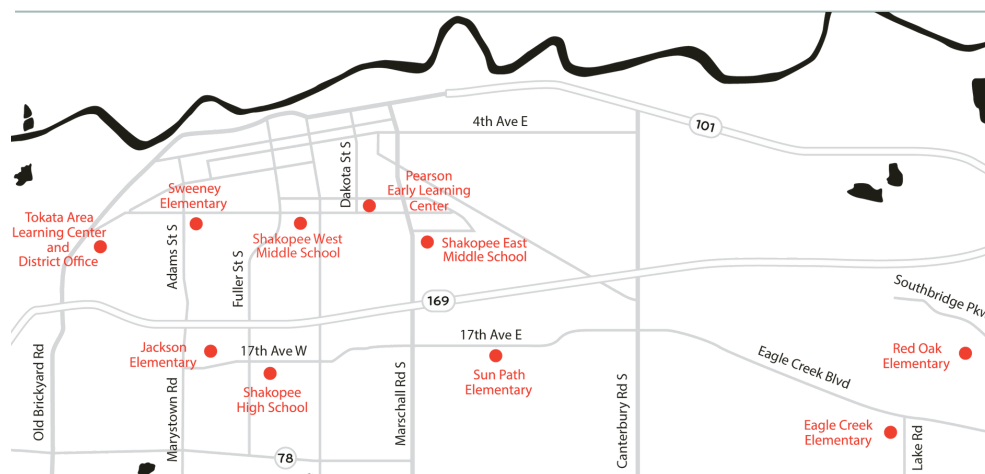 4th Ave E
101
Dakota St S
Pearson
Early Learning
Center
Sweeney
Elementary
Tokata Area
Learning Center
and
District Office
Adams St S
Fuller St S
Shakopee West
Middle School
Shakopee East
Middle School
169
Southbridge Pkw
Jackson
Elementary
17th Ave W
17th Ave E
Shakopee
High School
Sun Path
Elementary
Eagle Creek Blvd
Red Oak
Elementary
Old Brickyard Rd
Marystown Rd
Marschall Rd S
Canterbury Rd S
Eagle Creek
Elementary
Lake Rd
78